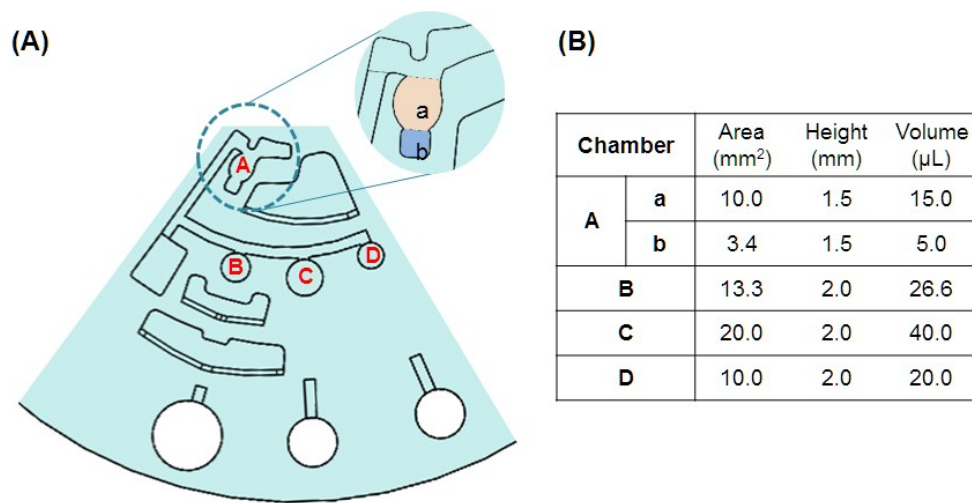 (A)
a
b
A
B
C
D
(B)
Chamber Area (mm²) Height (mm) Volume (µL)
A a 10.0 1.5 15.0
b 3.4 1.5 5.0
B 13.3 2.0 26.6
C 20.0 2.0 40.0
D 10.0 2.0 20.0